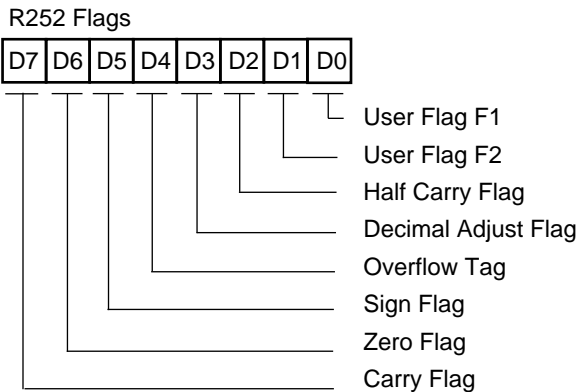 R252 Flags
D7 D6 D5 D4 D3 D2 D1 D0
User Flag F1
User Flag F2
Half Carry Flag
Decimal Adjust Flag
Overflow Tag
Sign Flag
Zero Flag
Carry Flag